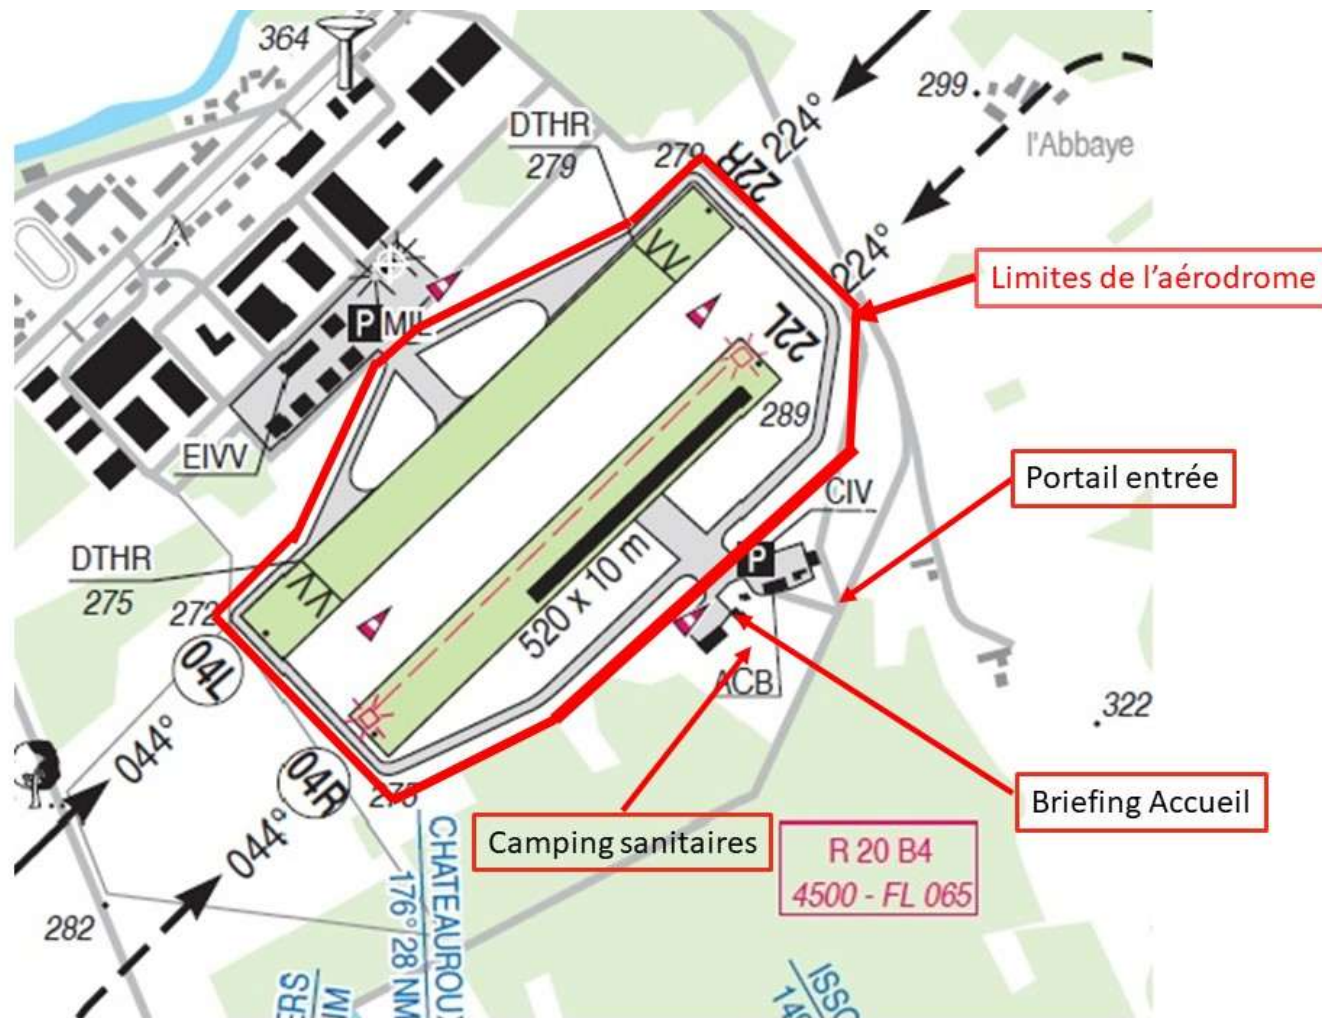 364
DTHR
279
279
22R
224°
299
l'Abbaye
224°
Limites de l'aérodrome
P MIL
22L
289
EIVV
Portail entrée
CIV
DTHR
275
272
P
520 x 10 m
04L
ACB
322
044°
04R
275
Briefing Accueil
044°
Camping sanitaires
R 20 B4
4500 - FL 065
282
CHATEAUROUX
176° 28 NM